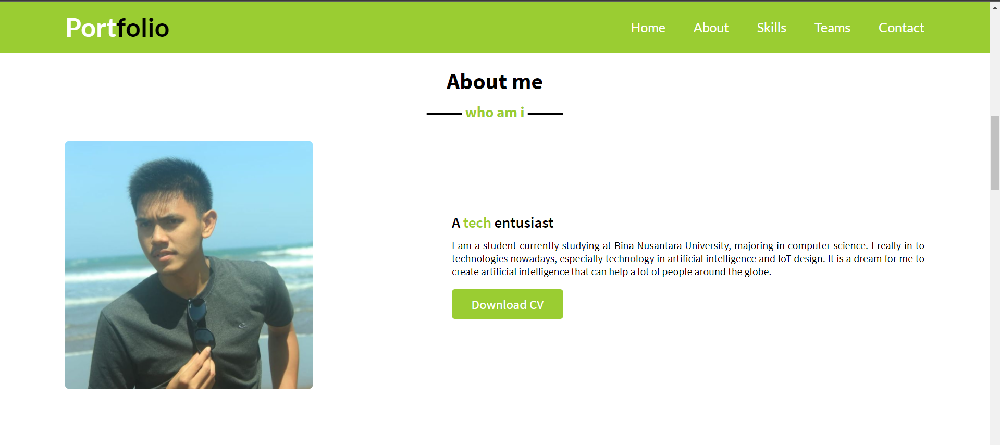 Portfolio
Home About Skills Teams Contact
About me
who am i
A tech entusiast
I am a student currently studying at Bina Nusantara University, majoring in computer science. I really in to
technologies nowadays, especially technology in artificial intelligence and IoT design. It is a dream for me to
create artificial intelligence that can help a lot of people around the globe.
Download CV